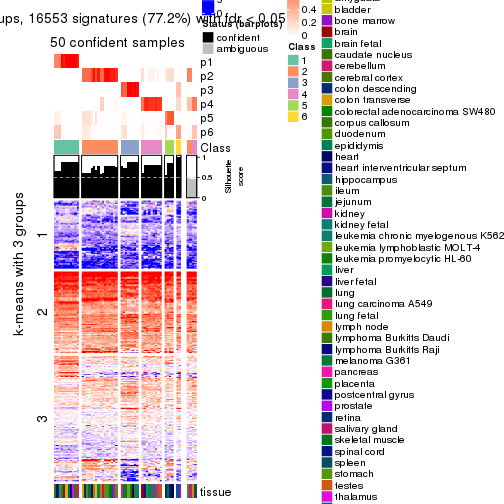 ups, 16553 signatures (77.2%) with fdr < 0.05
50 confident samples
p1
p2
p3
p4
p5
p6
Class
1
0.5
0
Silhouette
score
k-means with 3 groups
1
2
3
tissue
0
Status (barplots)
confident
ambiguous
0.4
0.2
0
Class
1
2
3
4
5
6
bladder
bone marrow
brain
brain fetal
caudate nucleus
cerebellum
cerebral cortex
colon descending
colon transverse
colorectal adenocarcinoma SW480
corpus callosum
duodenum
epididymis
heart
heart interventricular septum
hippocampus
ileum
jejunum
kidney
kidney fetal
leukemia chronic myelogenous K562
leukemia lymphoblastic MOLT-4
leukemia promyelocytic HL-60
liver
liver fetal
lung
lung carcinoma A549
lung fetal
lymph node
lymphoma Burkitts Daudi
lymphoma Burkitts Raji
melanoma G361
pancreas
placenta
postcentral gyrus
prostate
retina
salivary gland
skeletal muscle
spinal cord
spleen
stomach
testes
thalamus